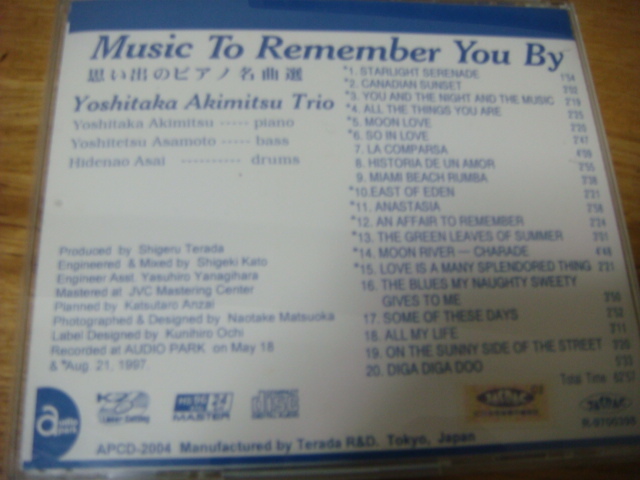 Music To Remember You By
思い出のピアノ名曲選
Yoshitaka Akimitsu Trio
Yoshitaka Akimitsu ----- piano
Yoshitetsu Asamoto ----- bass
Hidenao Asai ---------- drums
Produced by Shigeru Terada
Engineered & Mixed by Shigeki Kato
Engineer Asst. Yasuhiro Yanagihara
Mastered at JVC Mastering Center
Planned by Katsutaro Anzai
Photographed & Designed by Naotake Matsuoka
Label Designed by Kunihiro Ochi
Recorded at AUDIO PARK on May 18
& *Aug. 21, 1997.
*1. STARLIGHT SERENADE
*2. CANADIAN SUNSET
*3. YOU AND THE NIGHT AND THE MUSIC
*4. ALL THE THINGS YOU ARE
*5. MOON LOVE
*6. SO IN LOVE 2'47
7. LA COMPARSA
8. HISTORIA DE UN AMOR
9. MIAMI BEACH RUMBA
*10. EAST OF EDEN 2'21
*11. ANASTASIA
*12. AN AFFAIR TO REMEMBER
*13. THE GREEN LEAVES OF SUMMER
*14. MOON RIVER — CHARADE
*15. LOVE IS A MANY SPLENDORED THING 2'21
16. THE BLUES MY NAUGHTY SWEETY
GIVES TO ME
17. SOME OF THESE DAYS
18. ALL MY LIFE
19. ON THE SUNNY SIDE OF THE STREET
20. DIGA DIGA DOO
Total Time
MASTER
APCD-2004 Manufactured by Terada R&D. Tokyo, Japan